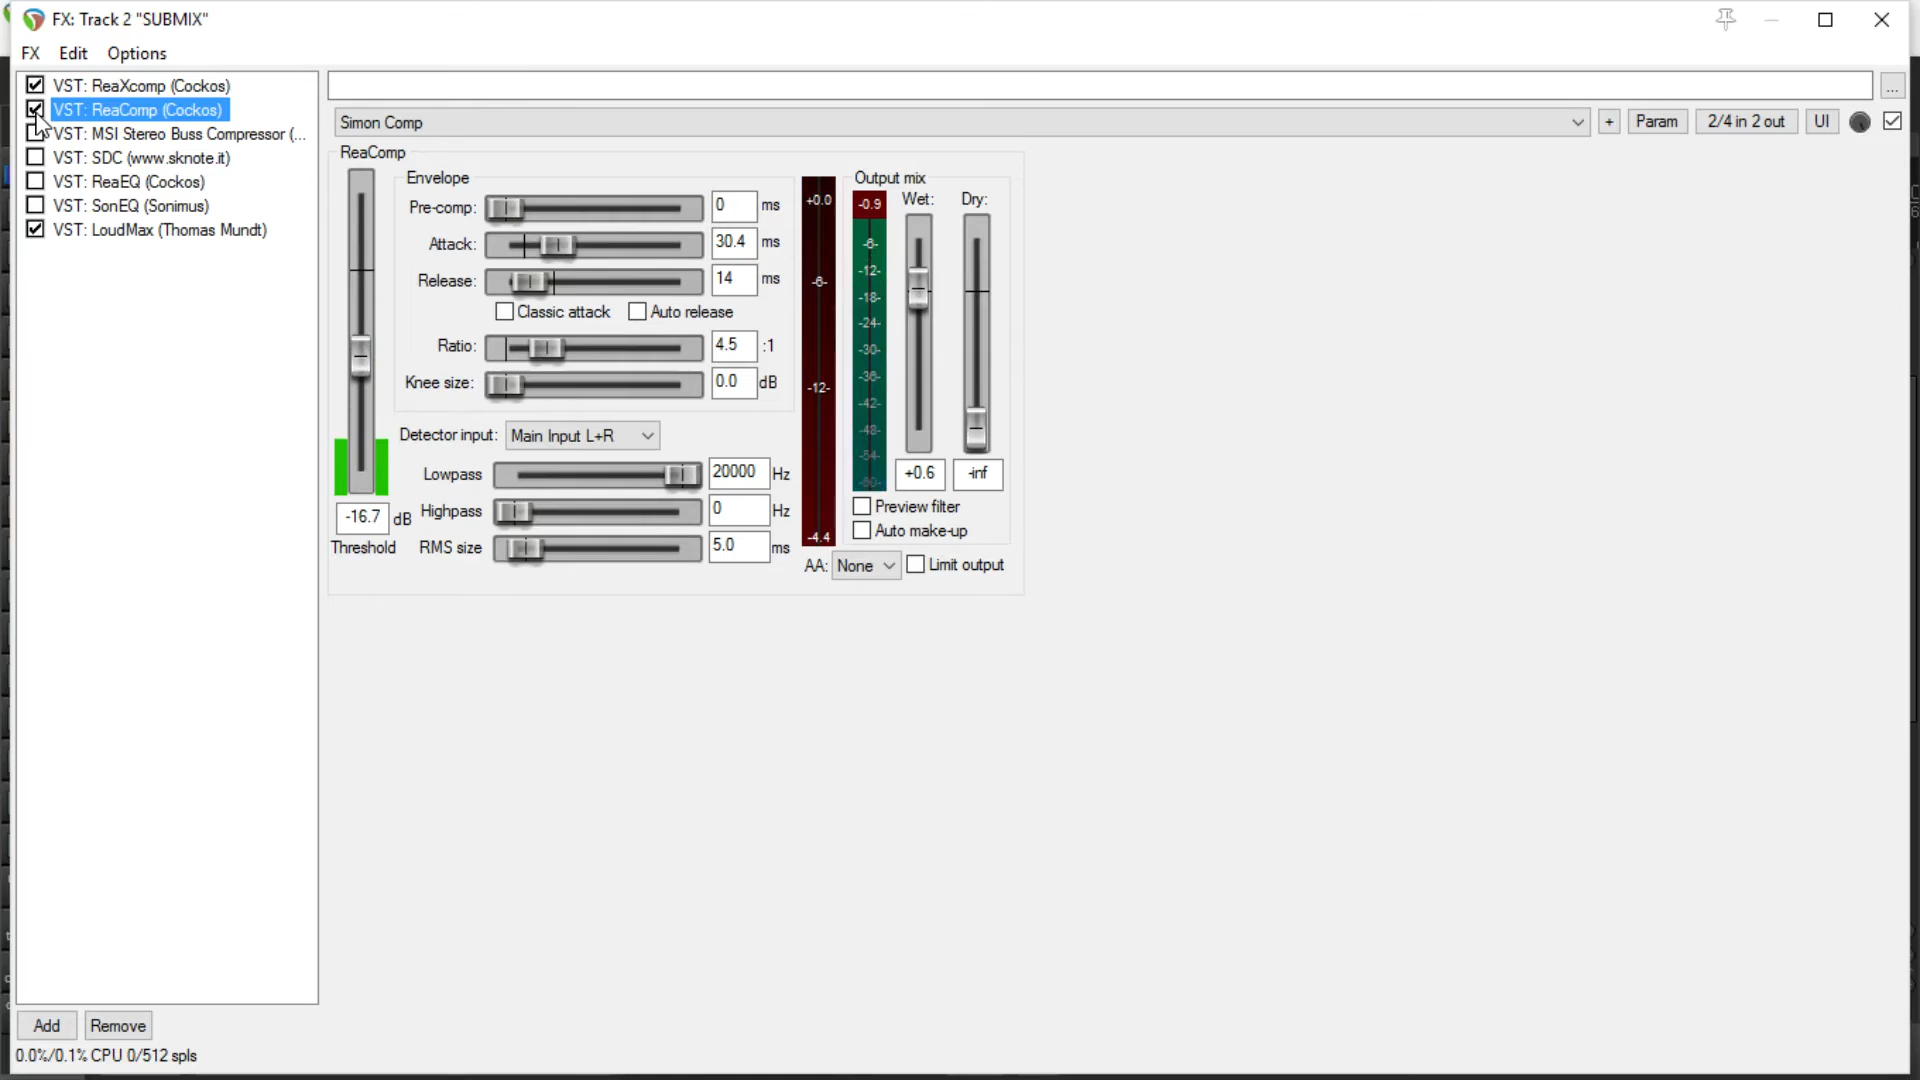 FX: Track 2 "SUBMIX"
FX Edit Options
VST: ReaXcomp (Cockos)
VST: ReaComp (Cockos)
VST: MSI Stereo Buss Compressor (...
VST: SDC (www.sknote.it)
VST: ReaEQ (Cockos)
VST: SonEQ (Sonimus)
VST: LoudMax (Thomas Mundt)
...
Simon Comp
+
Param
2/4 in 2 out
UI
ReaComp
Envelope
Pre-comp: 0 ms
Attack: 30.4 ms
Release: 14 ms
Classic attack Auto release
Ratio: 4.5 :1
Knee size: 0.0 dB
Detector input: Main Input L+R
Lowpass 20000 Hz
Highpass 0 Hz
RMS size 5.0 ms
-16.7 dB
Threshold
+0.0
-6-
-12-
-4.4
Output mix
Wet: Dry:
-0.9
-6-
-12-
-18-
-24-
-30-
-36-
-42-
-48-
-54-
-60-
+0.6 -inf
Preview filter
Auto make-up
AA: None Limit output
Add Remove
0.0%/0.1% CPU 0/512 spls